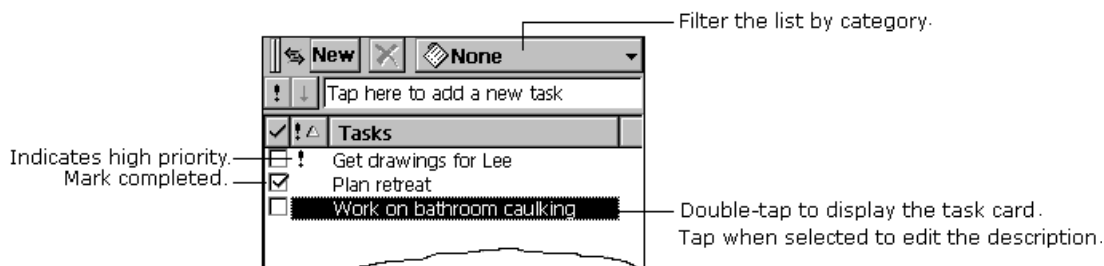 Filter the list by category.
New None
! ↓ Tap here to add a new task
! Tasks
Indicates high priority. ! Get drawings for Lee
Mark completed. Plan retreat
Work on bathroom caulking
Double-tap to display the task card.
Tap when selected to edit the description.